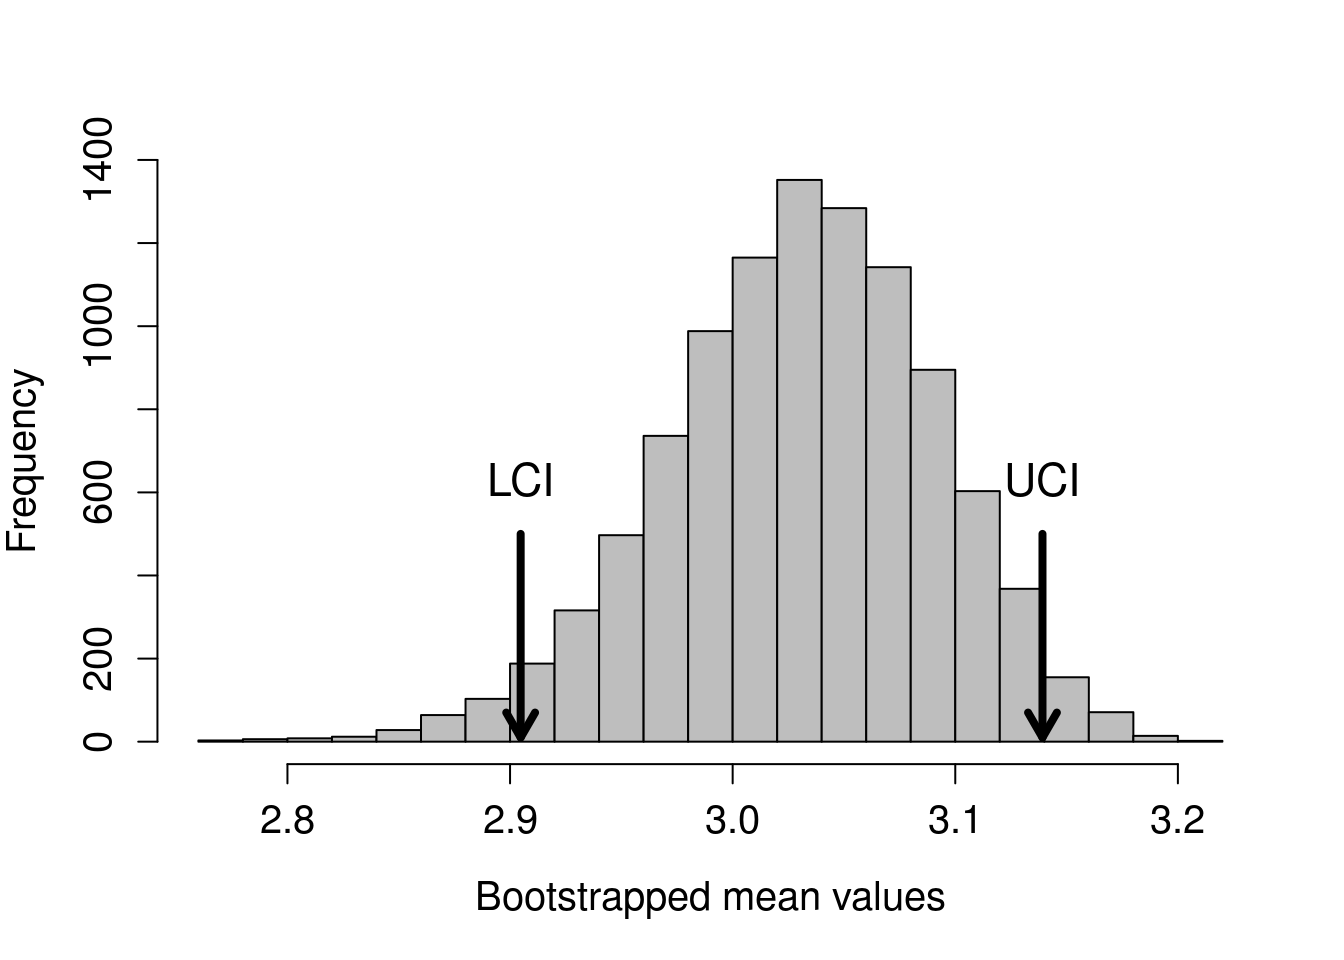 Frequency
1400
1000
600
200
0
LCI
UCI
2.8
2.9
3.0
3.1
3.2
Bootstrapped mean values